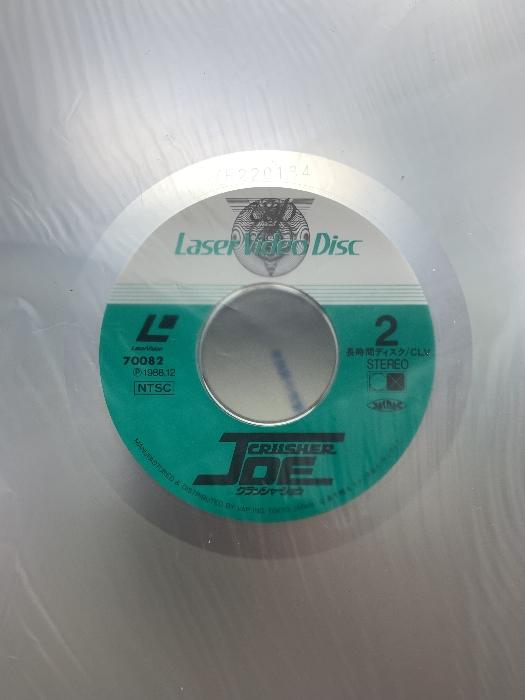 Laser Video Disc
2
長時間ディスク/CLV
STEREO
LaserVision
70082
Ⓟ1988.12
NTSC
CRUSHER
JOE
クラッシャージョウ
MANUFACTURED & DISTRIBUTED BY VAP INC. TOKYO JAPAN